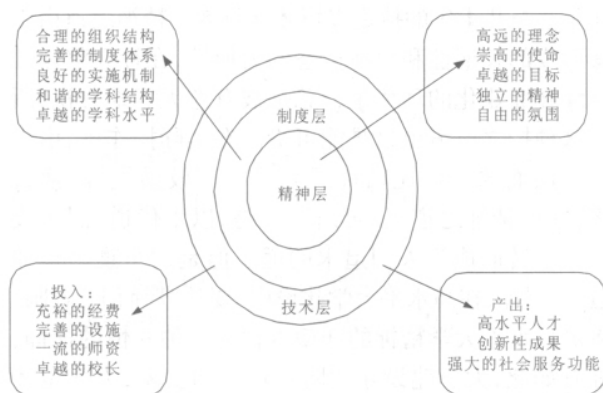 合理的组织结构
完善的制度体系
良好的实施机制
和谐的学科结构
卓越的学科水平
高远的理念
崇高的使命
卓越的目标
独立的精神
自由的氛围
制度层
精神层
技术层
投入：
充裕的经费
完善的设施
一流的师资
卓越的校长
产出：
高水平人才
创新性成果
强大的社会服务功能